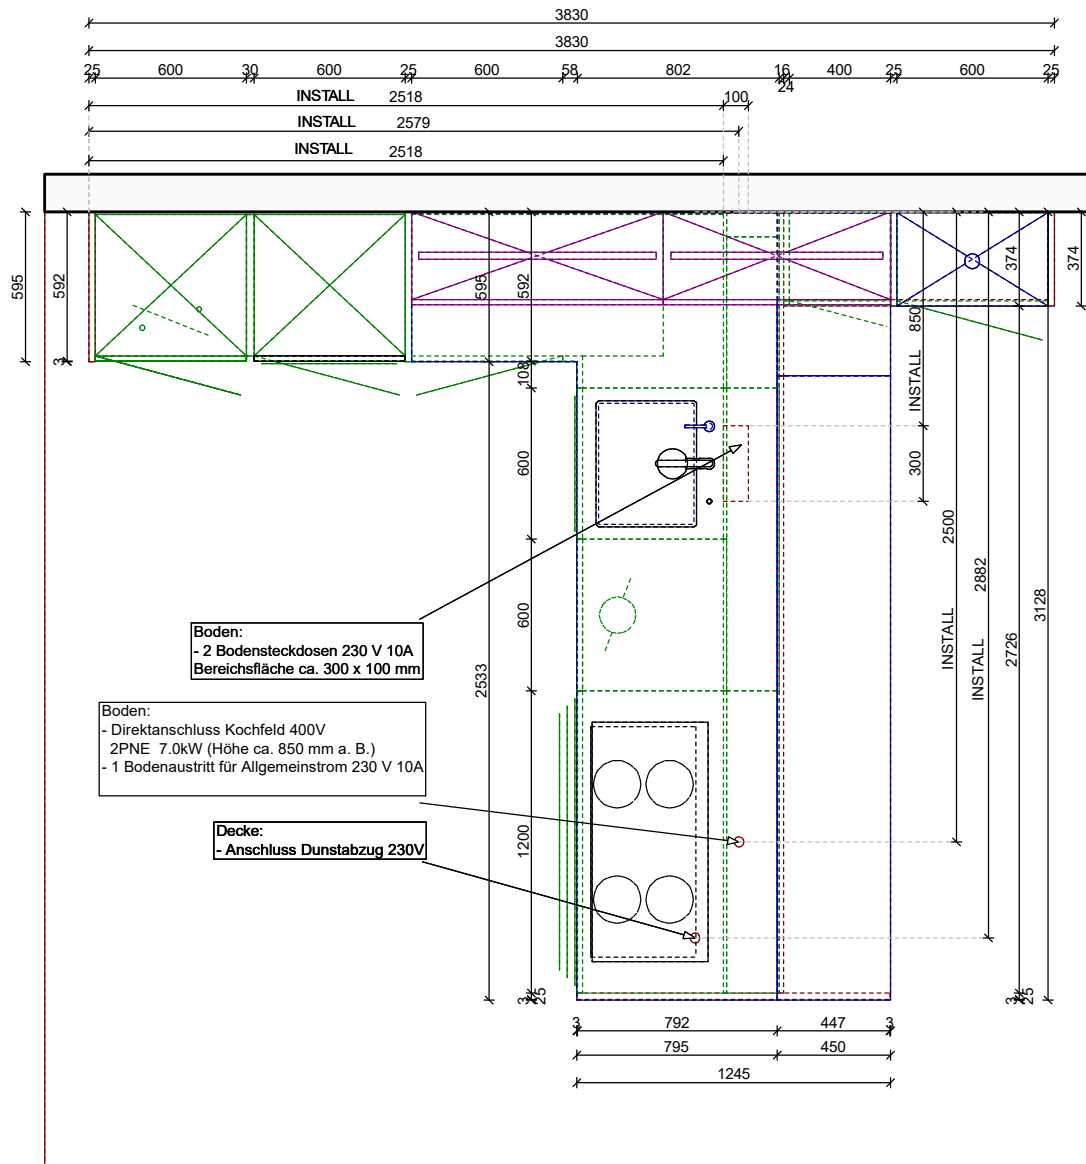 3830
3830
25 600 30 600 25 600 58 802 16 24 400 25 600 25
INSTALL 2518 100
INSTALL 2579
INSTALL 2518
595 592 3
595 592
374 374
850
INSTALL
108
600
300
2500
INSTALL
2882
INSTALL
600
2533
3128
2726
Boden:
- 2 Bodensteckdosen 230 V 10A
Bereichsfläche ca. 300 x 100 mm
Boden:
- Direktanschluss Kochfeld 400V
2PNE 7.0kW (Höhe ca. 850 mm a. B.)
- 1 Bodenaustritt für Allgemeinstrom 230 V 10A
Decke:
- Anschluss Dunstabzug 230V
1200
3 25
3 25
3 792 447 3
795 450
1245